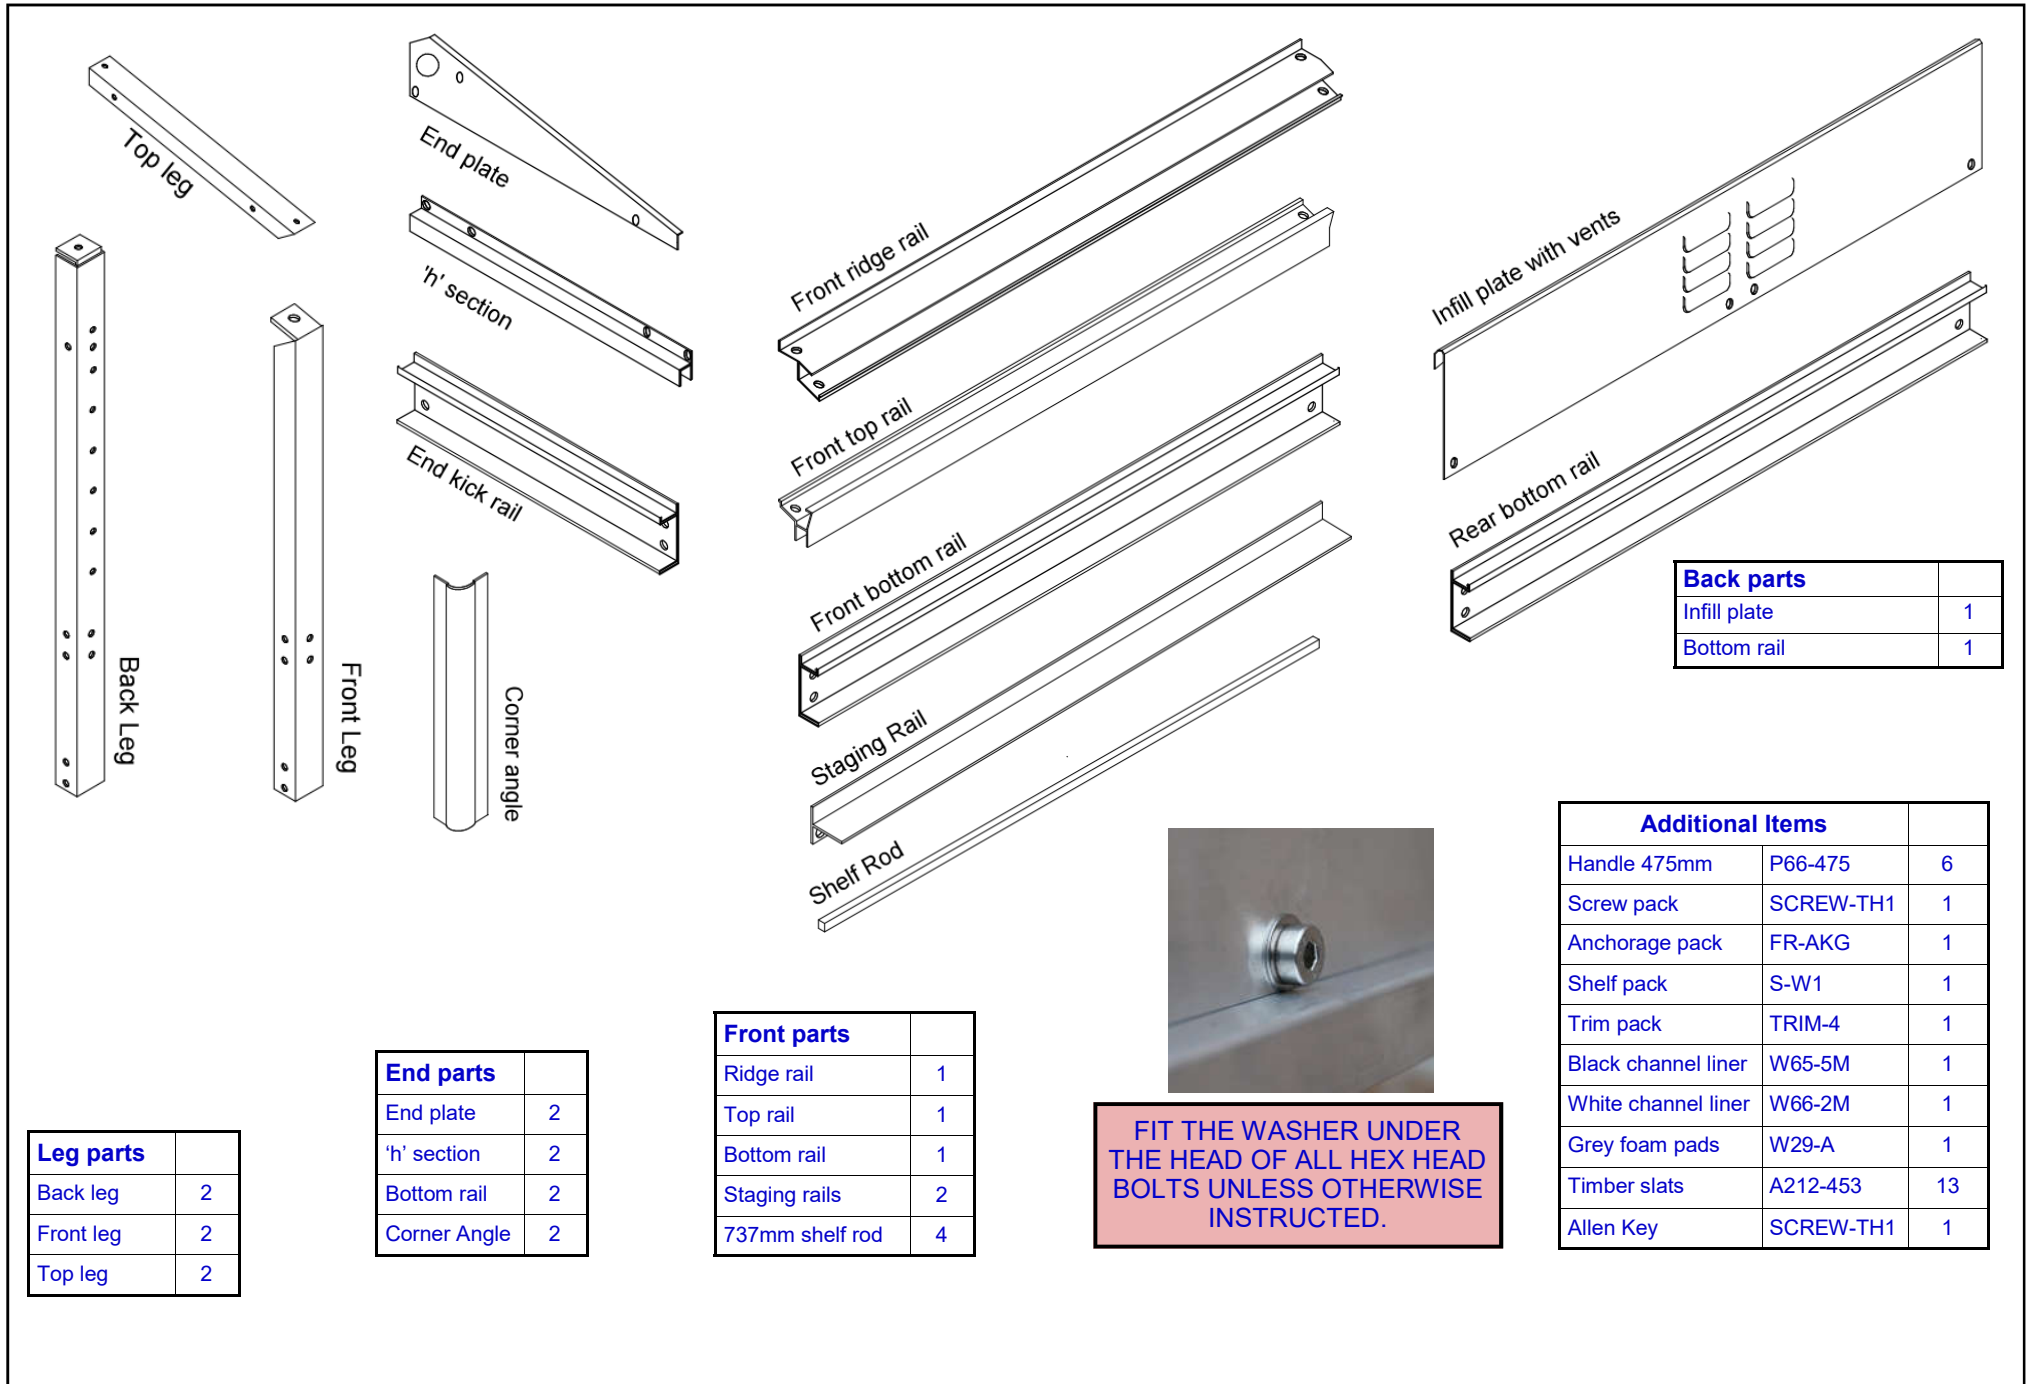 Top leg
End plate
'h' section
End kick rail
Back Leg
Front Leg
Corner angle
Front ridge rail
Front top rail
Front bottom rail
Staging Rail
Shelf Rod
Infill plate with vents
Rear bottom rail
Back parts
Infill plate 1
Bottom rail 1
Leg parts
Back leg 2
Front leg 2
Top leg 2
End parts
End plate 2
‘h’ section 2
Bottom rail 2
Corner Angle 2
Front parts
Ridge rail 1
Top rail 1
Bottom rail 1
Staging rails 2
737mm shelf rod 4
FIT THE WASHER UNDER
THE HEAD OF ALL HEX HEAD
BOLTS UNLESS OTHERWISE
INSTRUCTED.
Additional Items
Handle 475mm P66-475 6
Screw pack SCREW-TH1 1
Anchorage pack FR-AKG 1
Shelf pack S-W1 1
Trim pack TRIM-4 1
Black channel liner W65-5M 1
White channel liner W66-2M 1
Grey foam pads W29-A 1
Timber slats A212-453 13
Allen Key SCREW-TH1 1